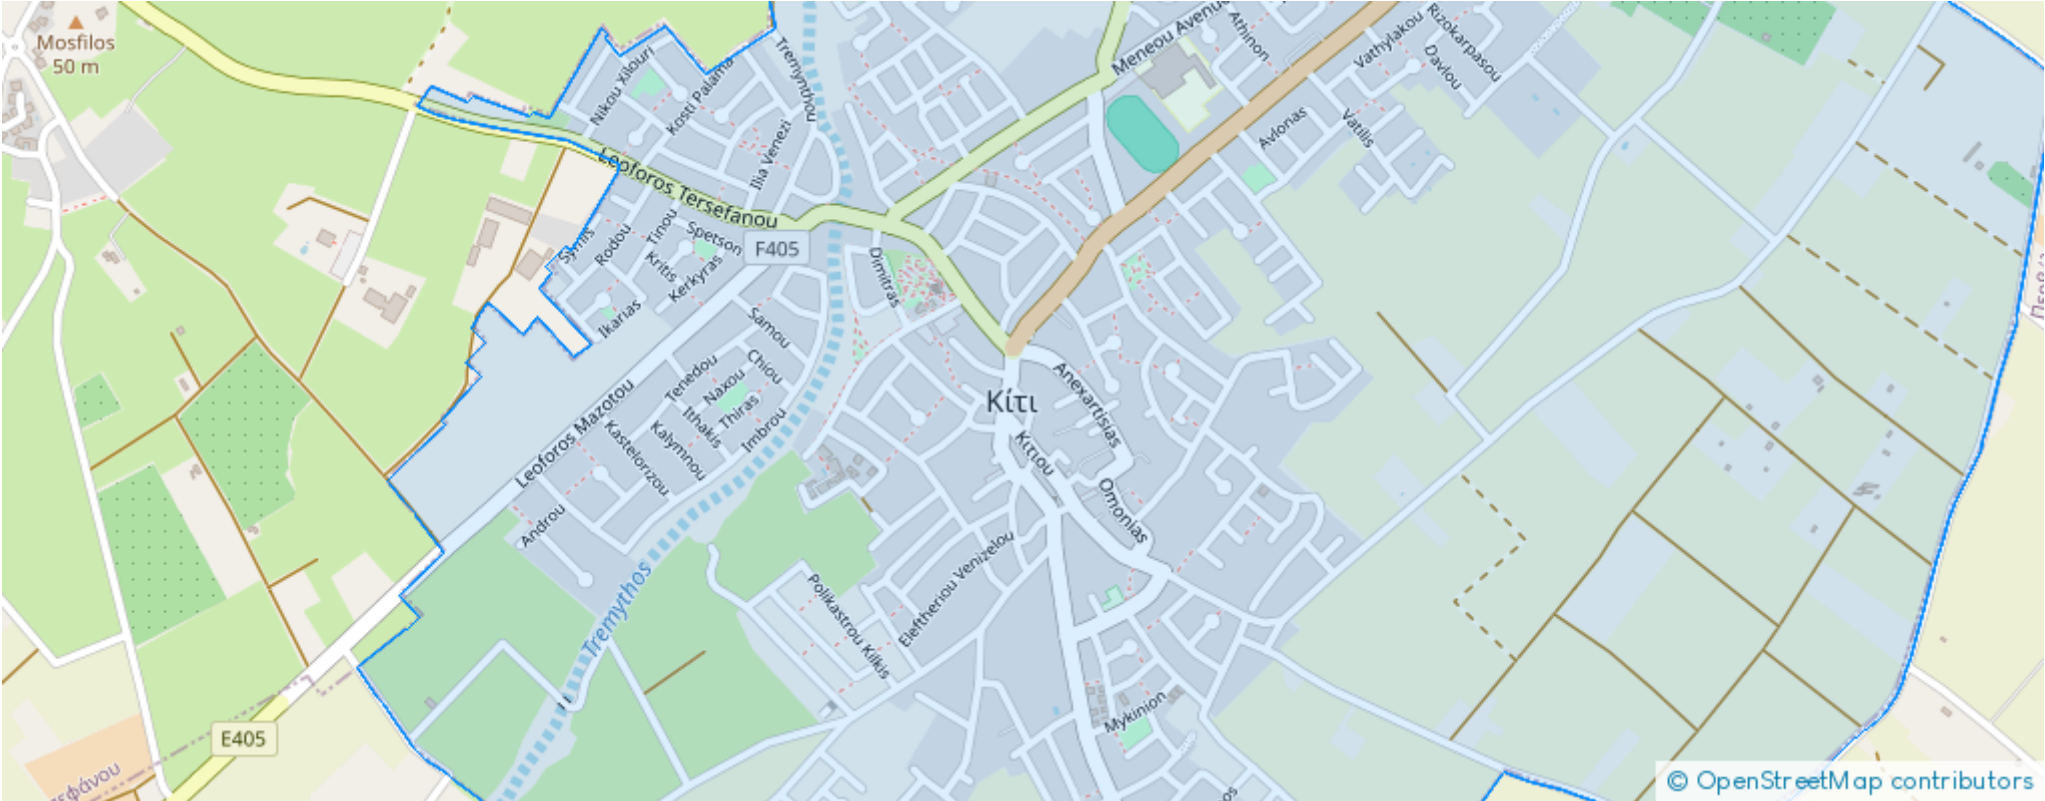 Mosfilos
50 m
Nikou Xilouri
Kosti Palama
Tremynthou
Ilia Venezi
Meneou Avenue
Athinon
Vathylakou
Rizokarpasou
Davlou
Avlonas
Vatilis
Leoforos Tersefanou
Symis
Rodou
Tinou
Spetson
Kritis
Kerkyras
F405
Dimitras
Ikarias
Samou
Chiou
Tenedou
Naxou
Thiras
Ithakis
Imbrou
Kalymnou
Kastelorizou
Leoforos Mazotou
Androu
Κίτι
Anexartisias
Κιτιου
Omonias
Eleftheriou Venizelou
Polikastrou Kilkis
Tremythos
Mykinion
E405
© OpenStreetMap contributors